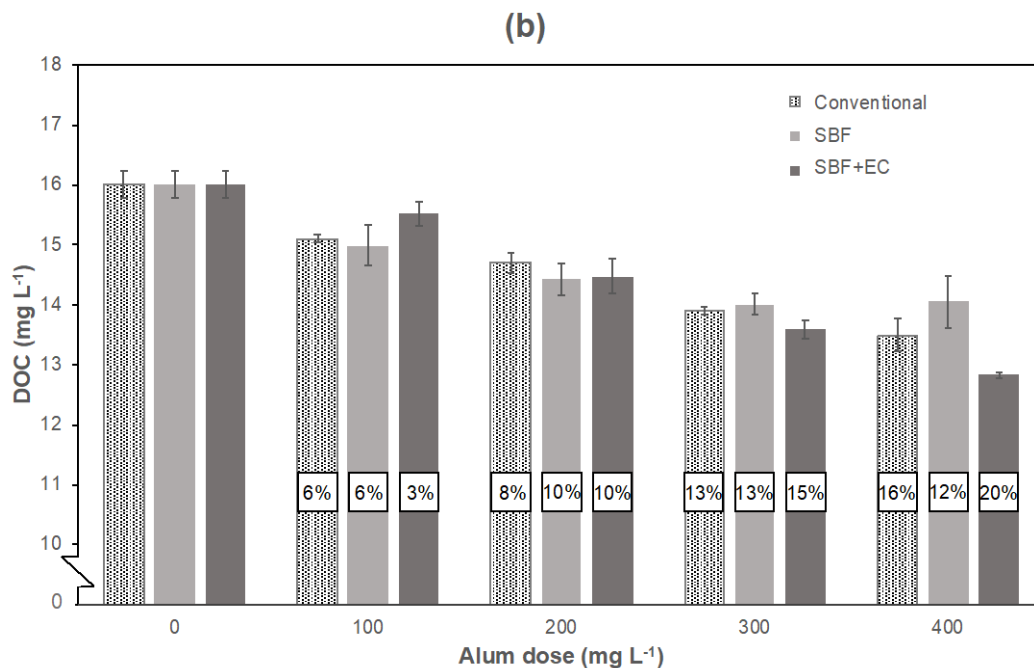 (b)
18
17
16
15
14
13
12
11
10
0
DOC (mg L⁻¹)
Conventional
SBF
SBF+EC
6% 6% 3% 8% 10% 10% 13% 13% 15% 16% 12% 20%
0 100 200 300 400
Alum dose (mg L⁻¹)